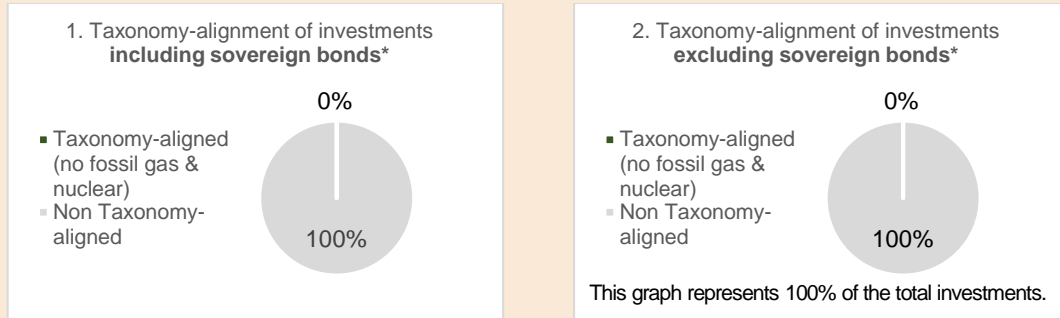 1. Taxonomy-alignment of investments
including sovereign bonds*
0%
Taxonomy-aligned
(no fossil gas &
nuclear)
Non Taxonomy-
aligned
100%
2. Taxonomy-alignment of investments
excluding sovereign bonds*
0%
Taxonomy-aligned
(no fossil gas &
nuclear)
Non Taxonomy-
aligned
100%
This graph represents 100% of the total investments.